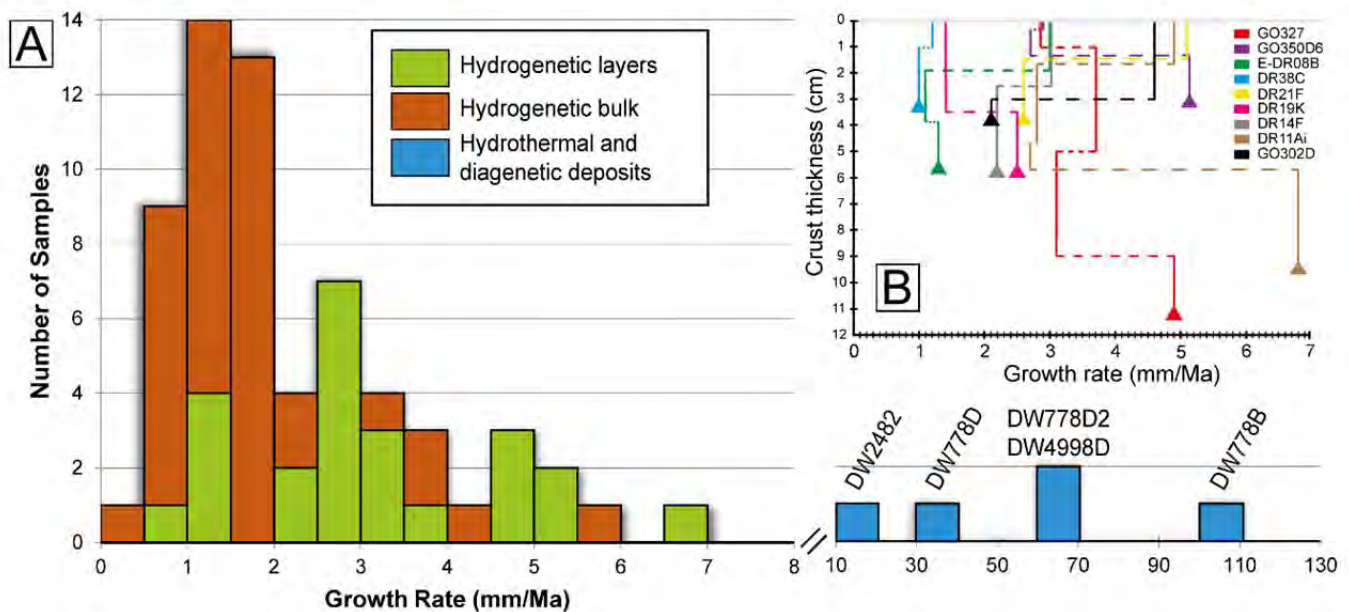 A
14
12
10
8
6
4
2
0
Number of Samples
Hydrogenetic layers
Hydrogenetic bulk
Hydrothermal and
diagenetic deposits
0 1 2 3 4 5 6 7 8
Growth Rate (mm/Ma)
0
1
2
3
4
5
6
7
8
9
10
11
12
Crust thickness (cm)
GO327
GO350D6
E-DR08B
DR38C
DR21F
DR19K
DR14F
DR11Ai
GO302D
B
0 1 2 3 4 5 6 7
Growth rate (mm/Ma)
DW2482
DW778D
DW778D2
DW4998D
DW778B
10 30 50 70 90 110 130